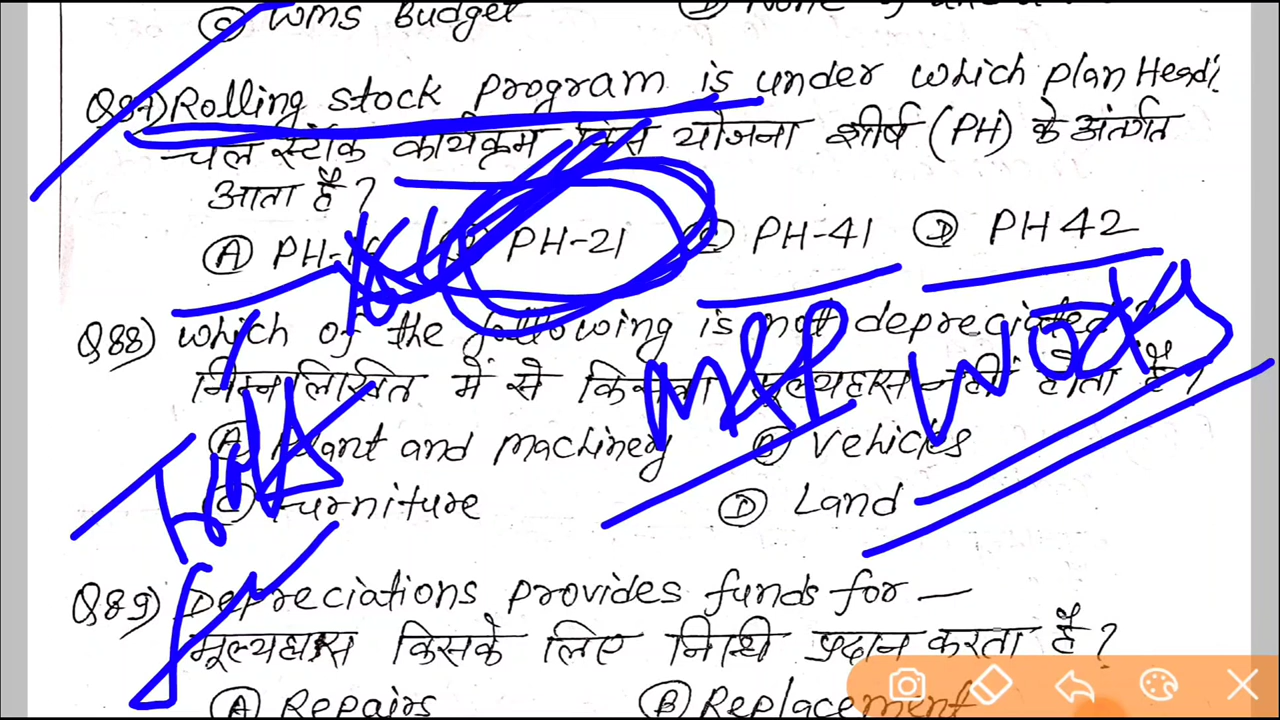 Ⓒ WMS Budget Ⓓ None of
Q87) Rolling stock program is under which plan Head?
चल स्टॉक कार्यक्रम किस योजना शीर्ष (PH) के अंतर्गत
आता है?
Ⓐ PH- PH-21 PH-41 Ⓓ PH 42
Q88) Which of the following is not depreciated?
निम्नलिखित में से किसका मूल्यह्रास नहीं होता है?
Ⓐ Plant and machinery Ⓑ Vehicles
Ⓒ Furniture Ⓓ Land
M&P Works
Q89) Depreciations provides funds for —
मूल्यह्रास किसके लिए निधि प्रदान करता है?
Ⓐ Repairs Ⓑ Replacement